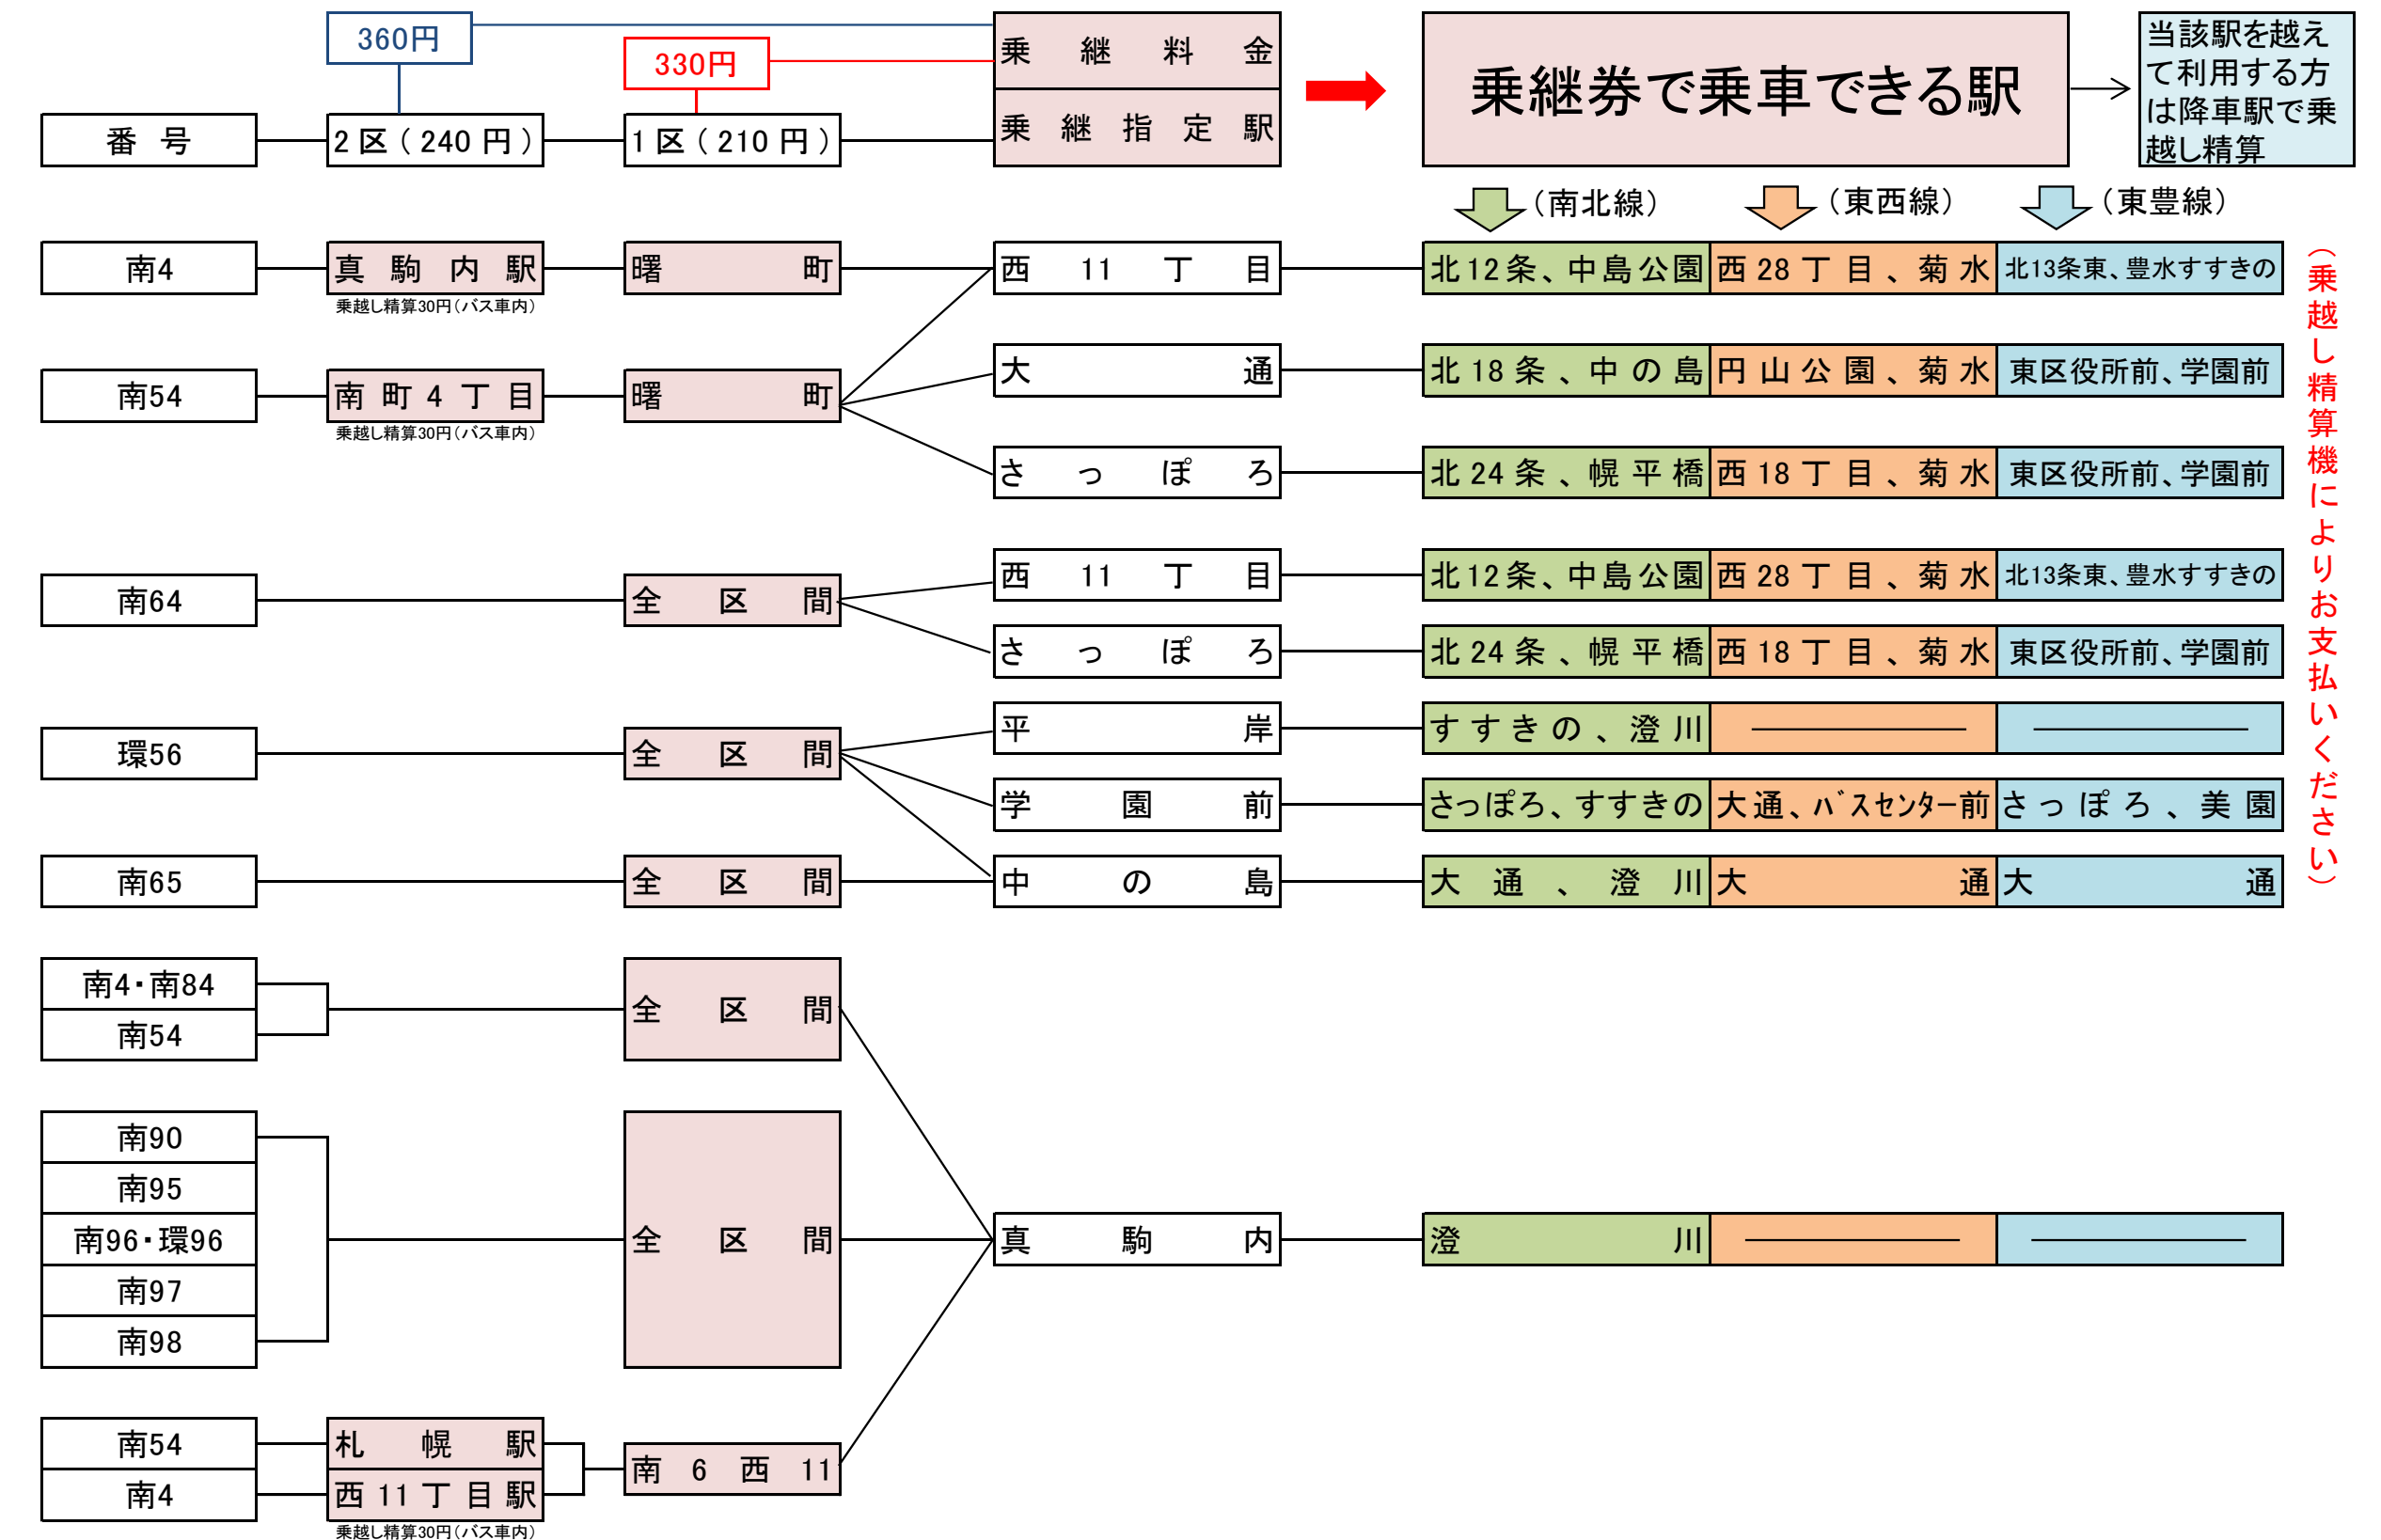 360円
330円
乗継料金
乗継指定駅
乗継券で乗車できる駅
当該駅を越え
て利用する方
は降車駅で乗
越し精算
番号
2区(240円)
1区(210円)
(南北線)
(東西線)
(東豊線)
南4
真駒内駅
曙町
西11丁目
北12条、中島公園
西28丁目、菊水
北13条東、豊水すすきの
乗越し精算30円(バス車内)
大通
北18条、中の島
円山公園、菊水
東区役所前、学園前
南54
南町4丁目
曙町
乗越し精算30円(バス車内)
さっぽろ
北24条、幌平橋
西18丁目、菊水
東区役所前、学園前
(乗越し精算機によりお支払いください)
南64
全区間
西11丁目
北12条、中島公園
西28丁目、菊水
北13条東、豊水すすきの
さっぽろ
北24条、幌平橋
西18丁目、菊水
東区役所前、学園前
環56
全区間
平岸
すすきの、澄川
学園前
さっぽろ、すすきの
大通、バスセンター前
さっぽろ、美園
南65
全区間
中の島
大通、澄川
大通
大通
南4・南84
南54
全区間
南90
南95
南96・環96
南97
南98
全区間
真駒内
澄川
南54
札幌駅
南4
西11丁目駅
南6西11
乗越し精算30円(バス車内)